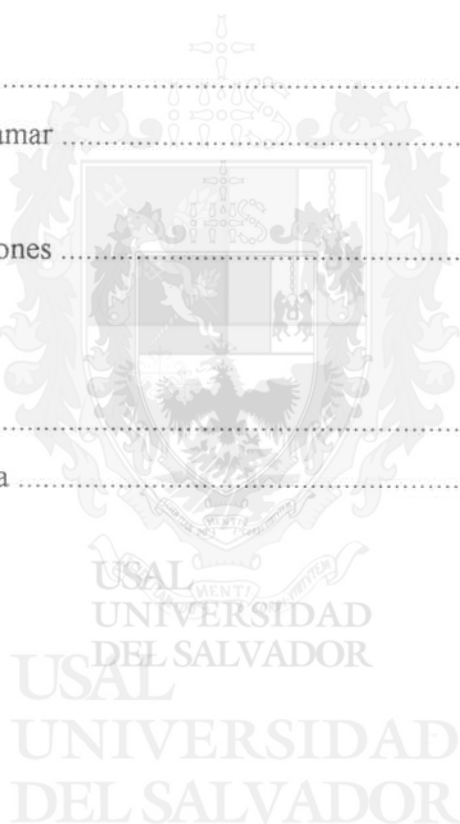 ....................
amar ....................
ones ....................
....................
a ....................
USAL
UNIVERSIDAD
DEL SALVADOR
USAL
UNIVERSIDAD
DEL SALVADOR